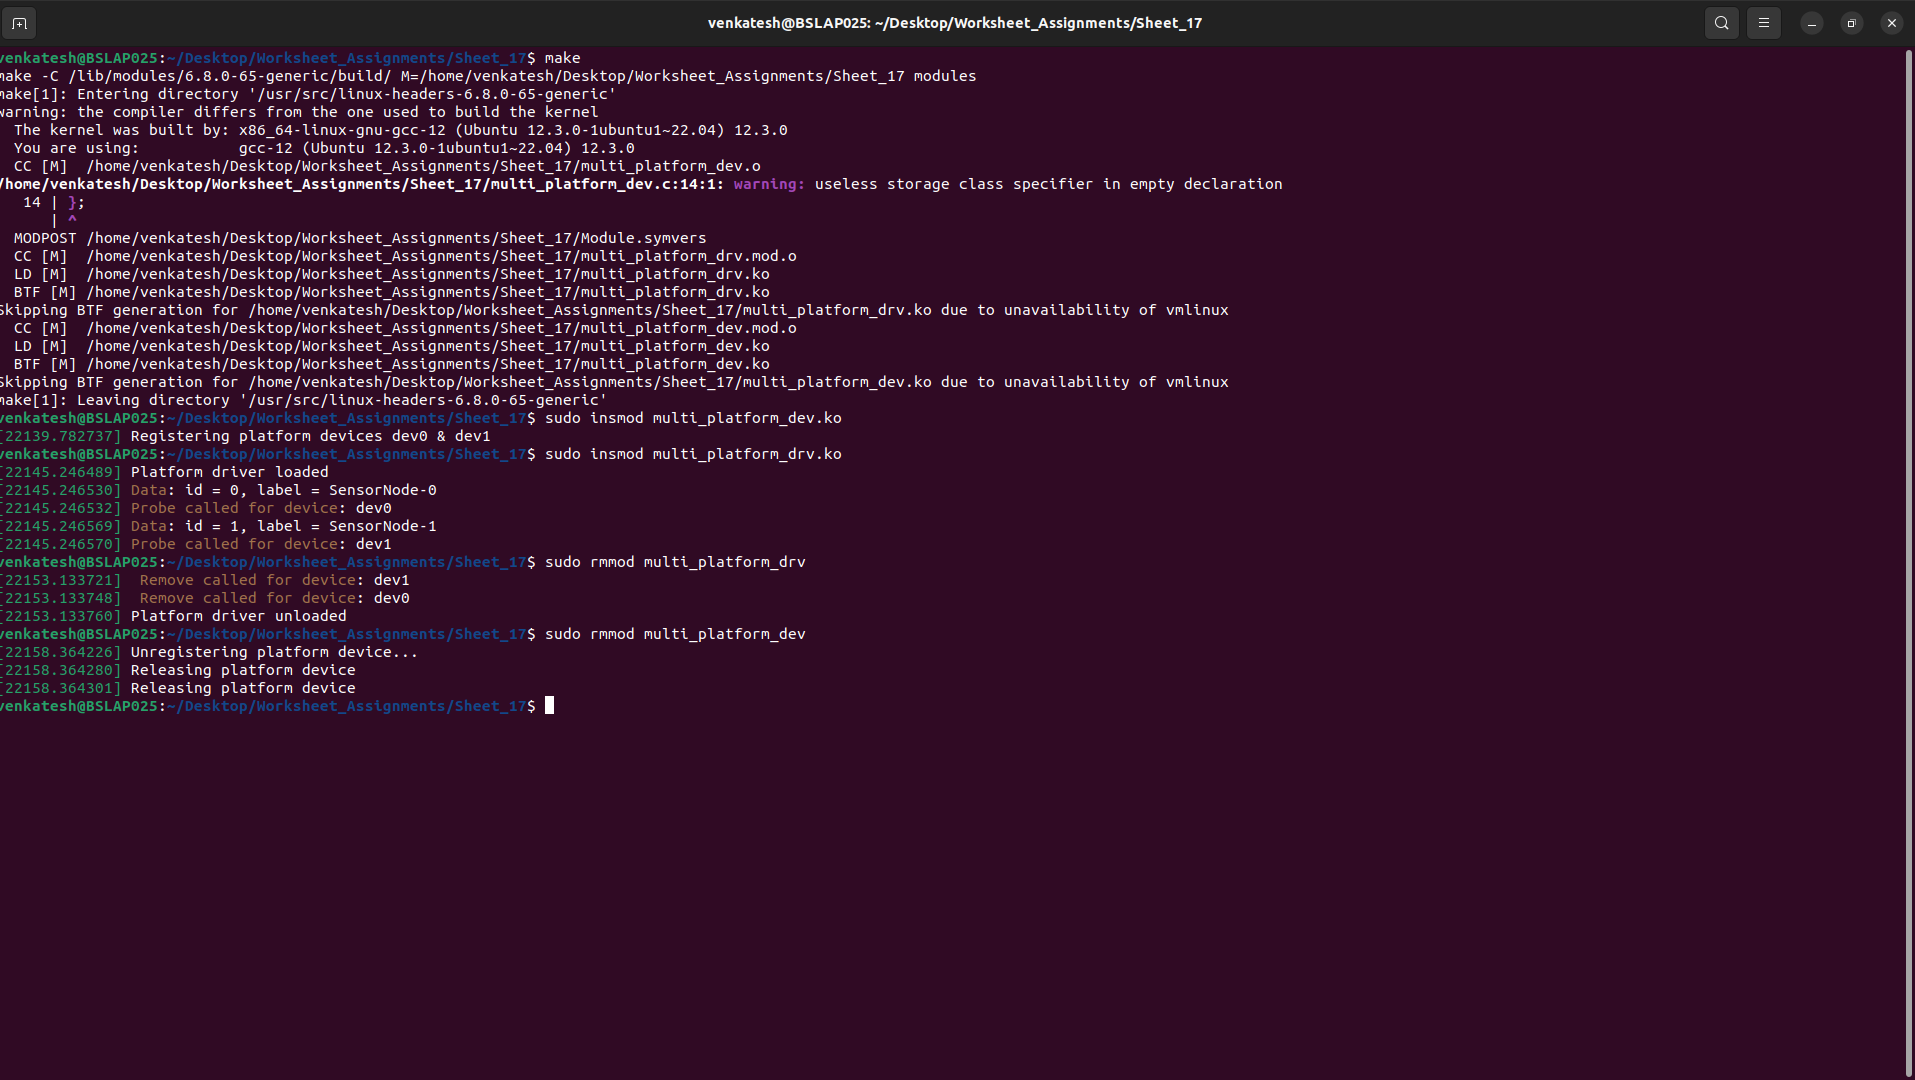 venkatesh@BSLAP025: ~/Desktop/Worksheet_Assignments/Sheet_17
venkatesh@BSLAP025:~/Desktop/Worksheet_Assignments/Sheet_17$ make
make -C /lib/modules/6.8.0-65-generic/build/ M=/home/venkatesh/Desktop/Worksheet_Assignments/Sheet_17 modules
make[1]: Entering directory '/usr/src/linux-headers-6.8.0-65-generic'
warning: the compiler differs from the one used to build the kernel
  The kernel was built by: x86_64-linux-gnu-gcc-12 (Ubuntu 12.3.0-1ubuntu1~22.04) 12.3.0
  You are using:           gcc-12 (Ubuntu 12.3.0-1ubuntu1~22.04) 12.3.0
  CC [M]  /home/venkatesh/Desktop/Worksheet_Assignments/Sheet_17/multi_platform_dev.o
/home/venkatesh/Desktop/Worksheet_Assignments/Sheet_17/multi_platform_dev.c:14:1: warning: useless storage class specifier in empty declaration
   14 | };
      | ^
  MODPOST /home/venkatesh/Desktop/Worksheet_Assignments/Sheet_17/Module.symvers
  CC [M]  /home/venkatesh/Desktop/Worksheet_Assignments/Sheet_17/multi_platform_drv.mod.o
  LD [M]  /home/venkatesh/Desktop/Worksheet_Assignments/Sheet_17/multi_platform_drv.ko
  BTF [M] /home/venkatesh/Desktop/Worksheet_Assignments/Sheet_17/multi_platform_drv.ko
Skipping BTF generation for /home/venkatesh/Desktop/Worksheet_Assignments/Sheet_17/multi_platform_drv.ko due to unavailability of vmlinux
  CC [M]  /home/venkatesh/Desktop/Worksheet_Assignments/Sheet_17/multi_platform_dev.mod.o
  LD [M]  /home/venkatesh/Desktop/Worksheet_Assignments/Sheet_17/multi_platform_dev.ko
  BTF [M] /home/venkatesh/Desktop/Worksheet_Assignments/Sheet_17/multi_platform_dev.ko
Skipping BTF generation for /home/venkatesh/Desktop/Worksheet_Assignments/Sheet_17/multi_platform_dev.ko due to unavailability of vmlinux
make[1]: Leaving directory '/usr/src/linux-headers-6.8.0-65-generic'
venkatesh@BSLAP025:~/Desktop/Worksheet_Assignments/Sheet_17$ sudo insmod multi_platform_dev.ko
[22139.782737] Registering platform devices dev0 & dev1
venkatesh@BSLAP025:~/Desktop/Worksheet_Assignments/Sheet_17$ sudo insmod multi_platform_drv.ko
[22145.246489] Platform driver loaded
[22145.246530] Data: id = 0, label = SensorNode-0
[22145.246532] Probe called for device: dev0
[22145.246569] Data: id = 1, label = SensorNode-1
[22145.246570] Probe called for device: dev1
venkatesh@BSLAP025:~/Desktop/Worksheet_Assignments/Sheet_17$ sudo rmmod multi_platform_drv
[22153.133721]  Remove called for device: dev1
[22153.133748]  Remove called for device: dev0
[22153.133760] Platform driver unloaded
venkatesh@BSLAP025:~/Desktop/Worksheet_Assignments/Sheet_17$ sudo rmmod multi_platform_dev
[22158.364226] Unregistering platform device...
[22158.364280] Releasing platform device
[22158.364301] Releasing platform device
venkatesh@BSLAP025:~/Desktop/Worksheet_Assignments/Sheet_17$